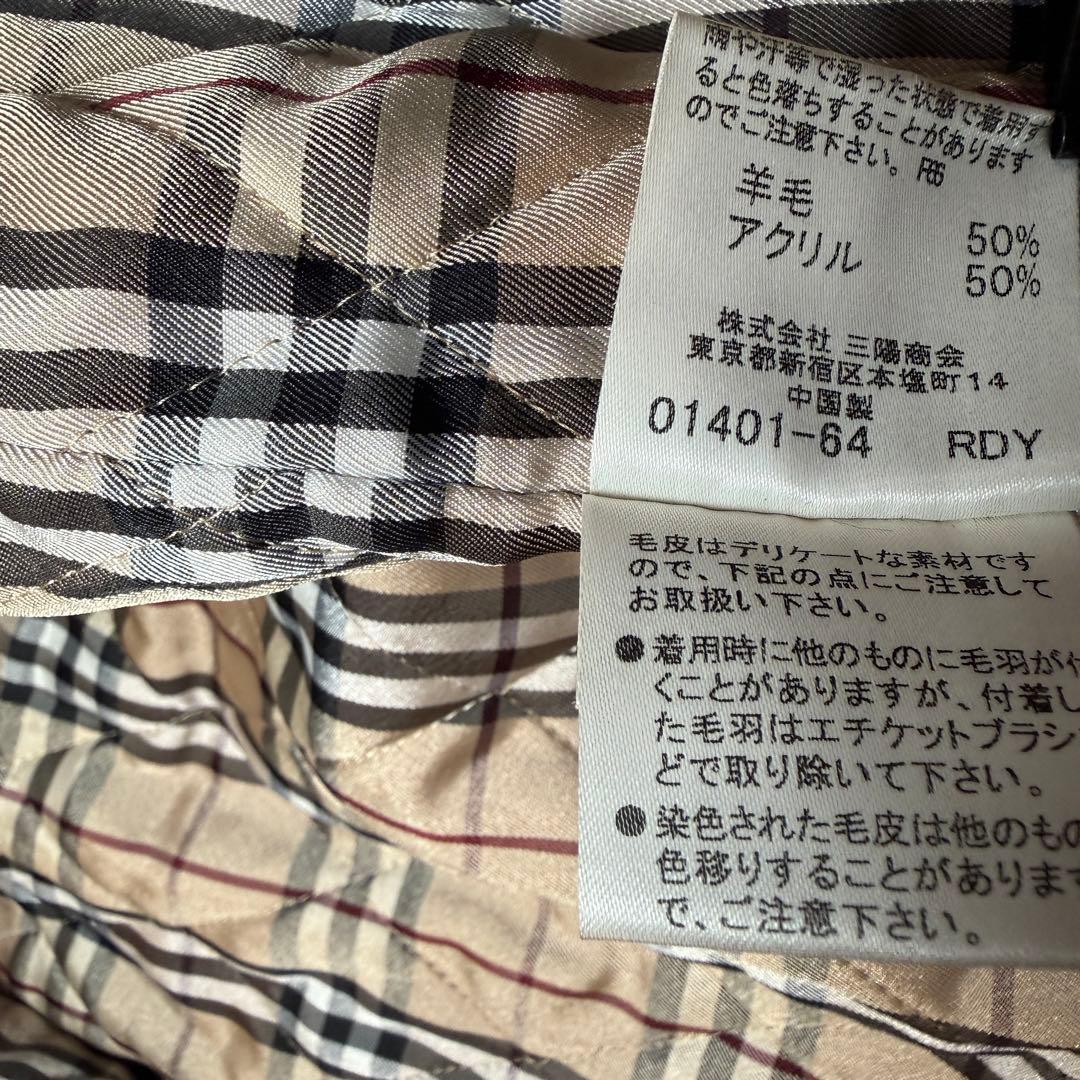 雨や汗等で湿った状態で着用す
ると色落ちすることがあります
のでご注意下さい。
羊毛 50%
アクリル 50%
株式会社 三陽商会
東京都新宿区本塩町14
中国製
01401-64 RDY
毛皮はデリケートな素材です
ので、下記の点にご注意して
お取扱い下さい。
●着用時に他のものに毛羽が付
くことがありますが、付着し
た毛羽はエチケットブラシ
どで取り除いて下さい。
●染色された毛皮は他のもの
色移りすることがあります
で、ご注意下さい。